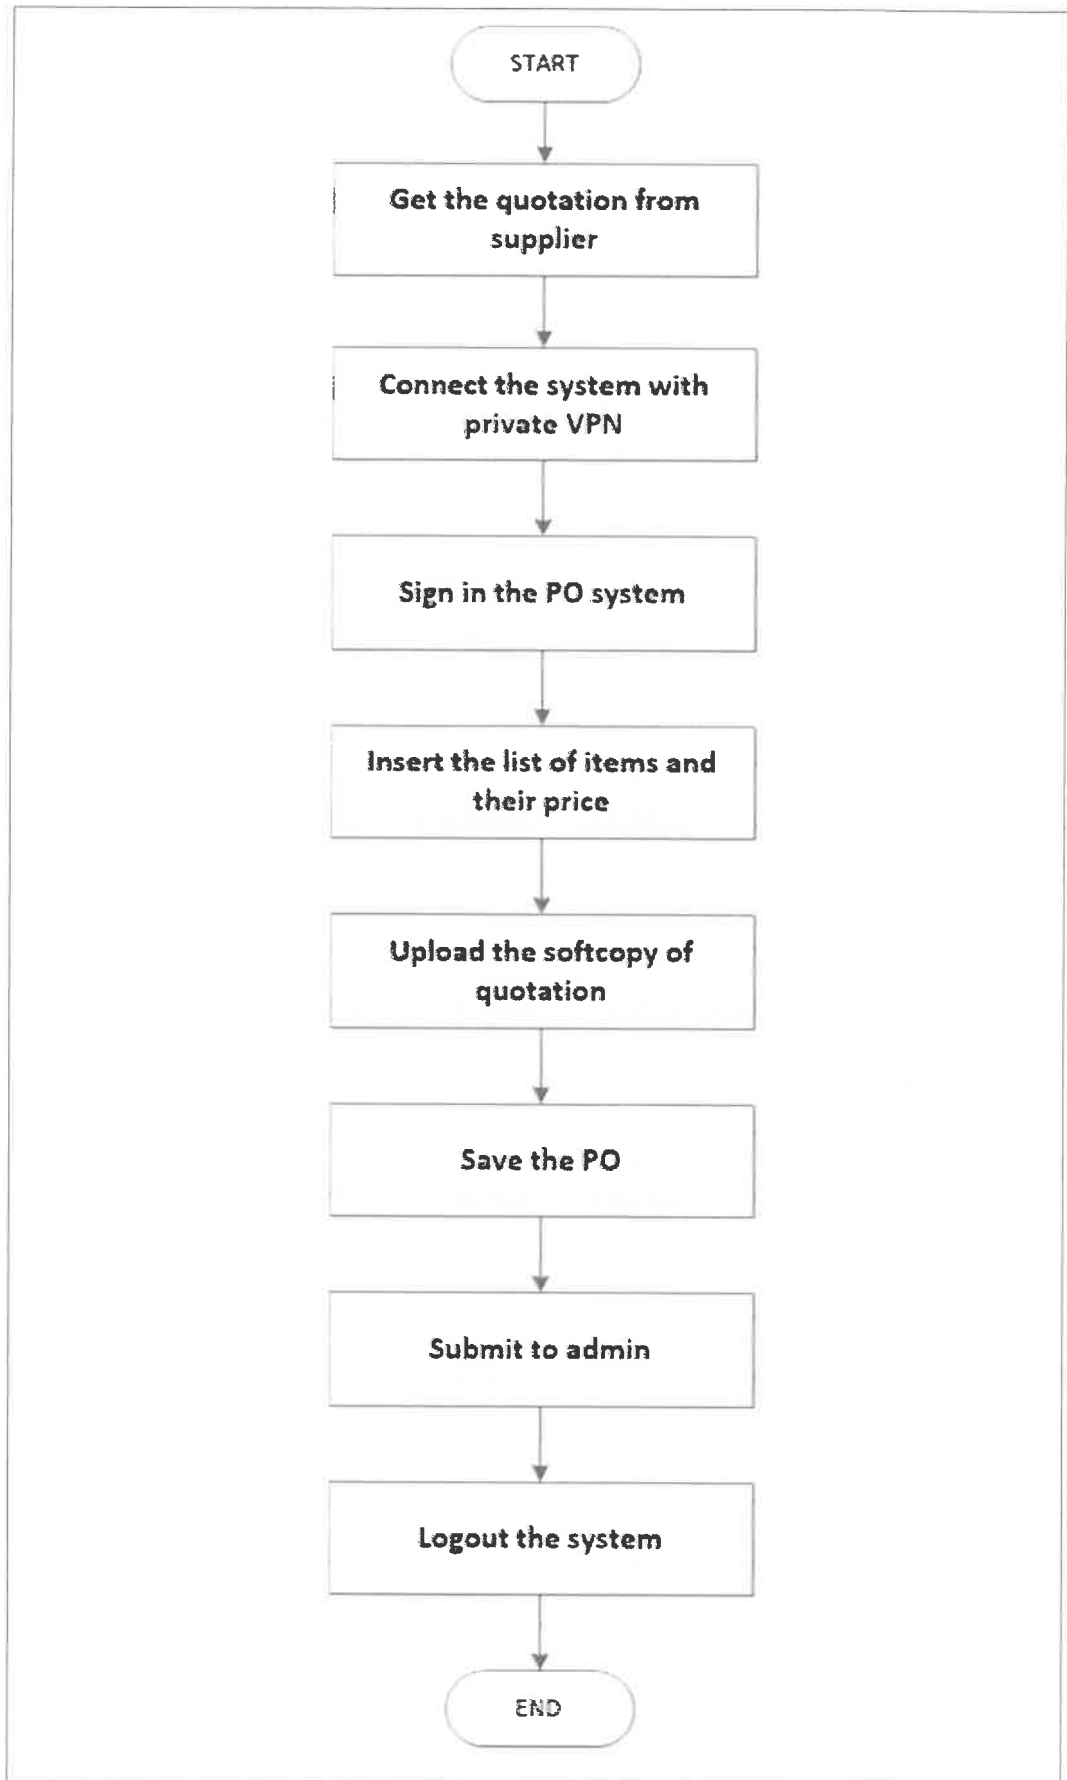 START
Get the quotation from
supplier
Connect the system with
private VPN
Sign in the PO system
Insert the list of items and
their price
Upload the softcopy of
quotation
Save the PO
Submit to admin
Logout the system
END